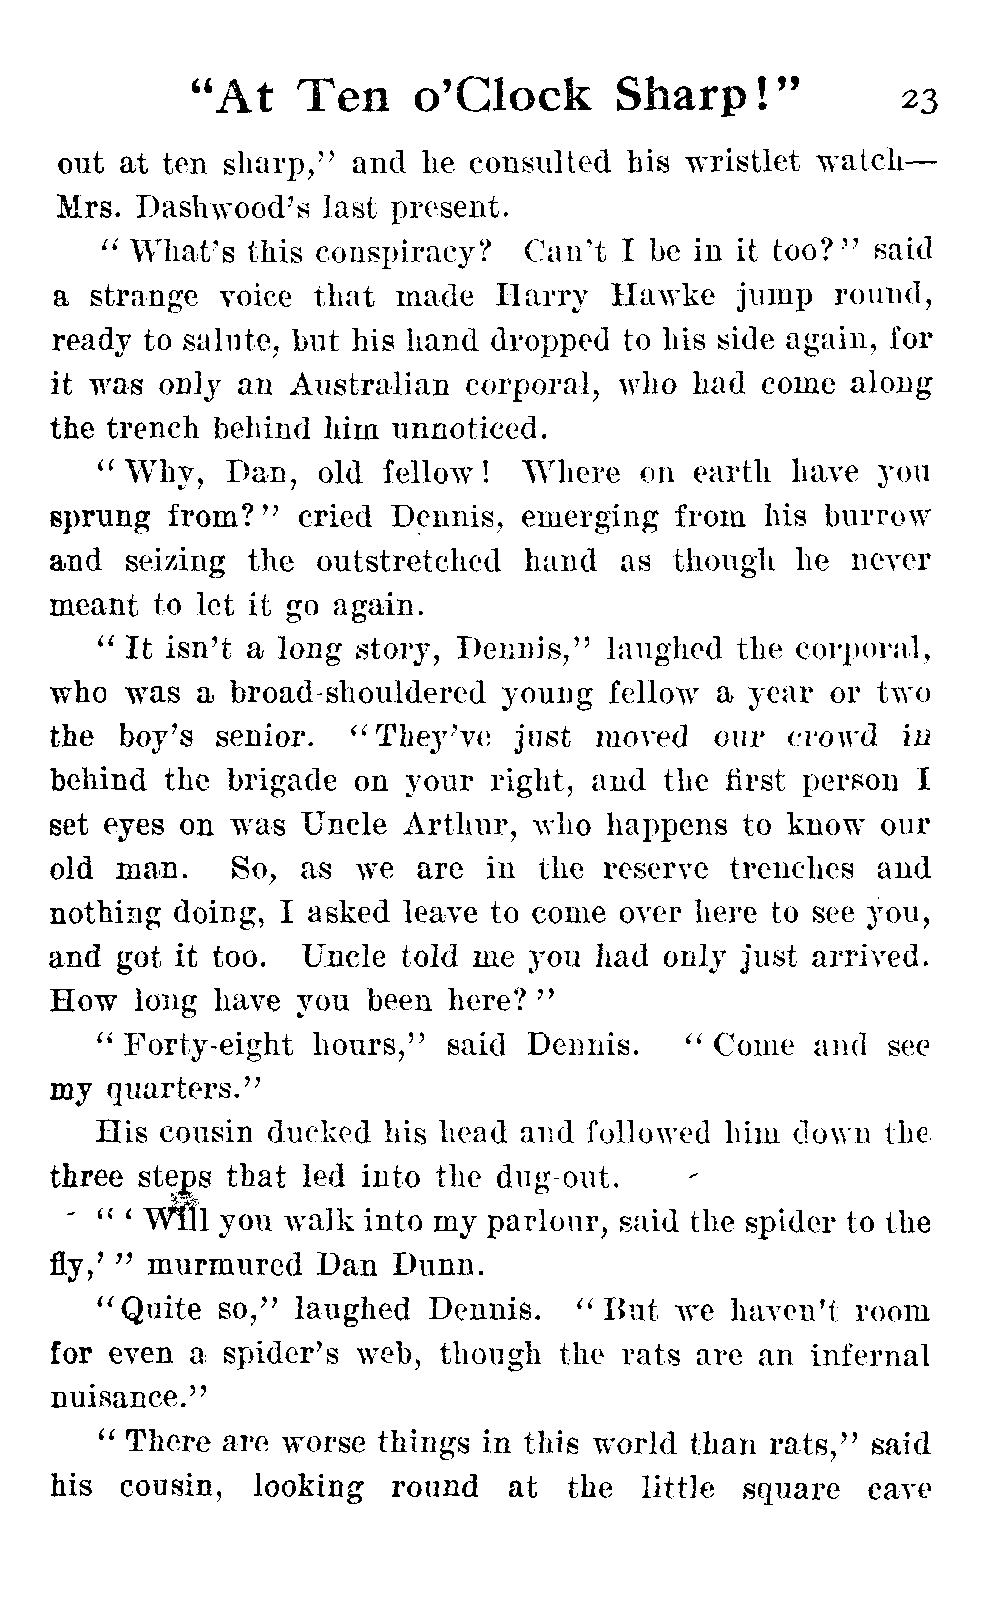 "At Ten o'Clock Sharp!" 23
out at ten sharp," and he consulted his wristlet watch—
Mrs. Dashwood's last present.
"What's this conspiracy? Can't I be in it too?" said
a strange voice that made Harry Hawke jump round,
ready to salute, but his hand dropped to his side again, for
it was only an Australian corporal, who had come along
the trench behind him unnoticed.
"Why, Dan, old fellow! Where on earth have you
sprung from?" cried Dennis, emerging from his burrow
and seizing the outstretched hand as though he never
meant to let it go again.
"It isn't a long story, Dennis," laughed the corporal,
who was a broad-shouldered young fellow a year or two
the boy's senior. "They've just moved our crowd in
behind the brigade on your right, and the first person I
set eyes on was Uncle Arthur, who happens to know our
old man. So, as we are in the reserve trenches and
nothing doing, I asked leave to come over here to see you,
and got it too. Uncle told me you had only just arrived.
How long have you been here?"
"Forty-eight hours," said Dennis. "Come and see
my quarters."
His cousin ducked his head and followed him down the
three steps that led into the dug-out.
"'Will you walk into my parlour, said the spider to the
fly,'" murmured Dan Dunn.
"Quite so," laughed Dennis. "But we haven't room
for even a spider's web, though the rats are an infernal
nuisance."
"There are worse things in this world than rats," said
his cousin, looking round at the little square cave